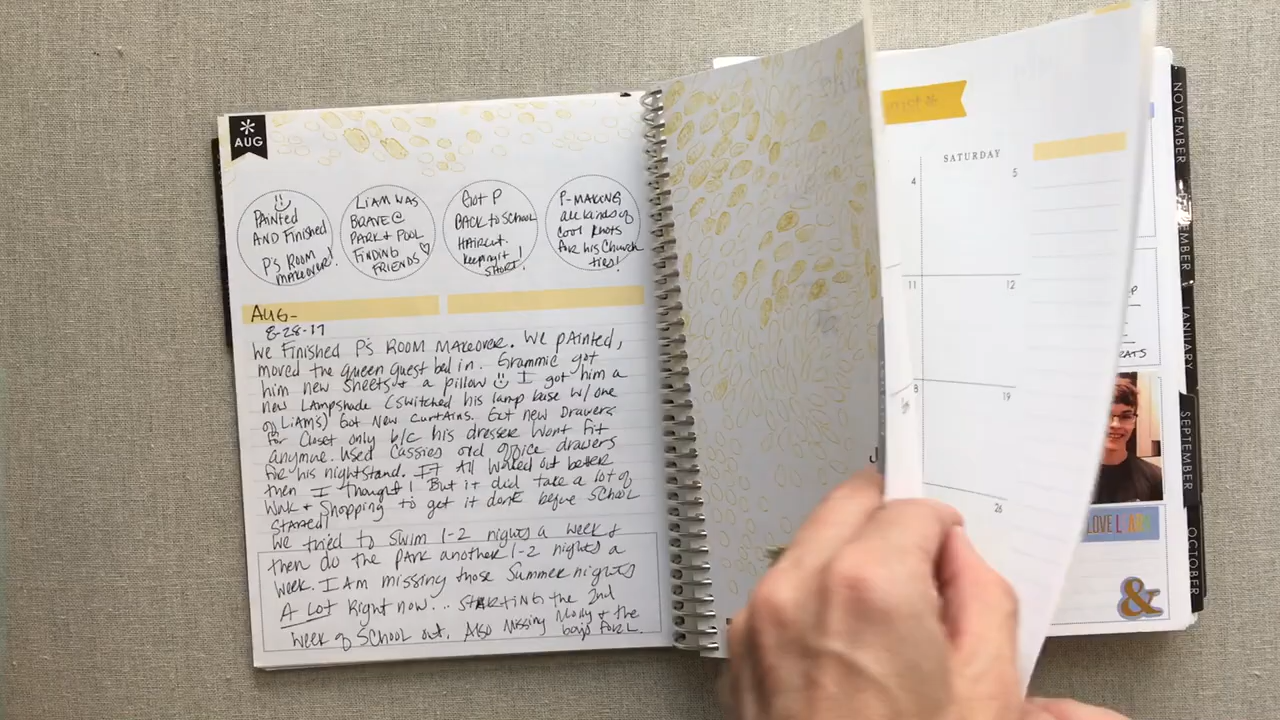 AUG
PAINTED
AND Finished
P'S ROOM
MAKEOVER!
LIAM WAS
BRAVE @
PARK + POOL
FINDING
FRIENDS
Got P
BACK to SCHOOL
HAIRCUT.
keeping it
SHORT!
P-MAKING
all kinds of
COOL KNOTS
for his Church
ties!
AUG-
8-28-17
We Finished P'S ROOM MAKEOVER. We PAINTED,
moved the queen guest bed in. Grammie got
him new sheets + a pillow I got him a
new LAMPshade (switched his lamp base w/ one
of LIAMS) Got New curtains. Got new Drawers
for Closet only b/c his dresser wont fit
anymore. Used Cassies old office drawers
for his nightstand. IT All worked out better
then I thought! But it did take a lot of
Work + Shopping to get it done before SCHOOL
STARTED!
We tried to SWIM 1-2 nights a week +
then do the PARK another 1-2 nights a
week. I AM missing those Summer nights
A LOT Right now... STARTING the 2nd
week of SCHOOL out. Also Missing Mony + the
boys FOR L.
J
SATURDAY
4
5
11
12
8
19
26
NOVEMBER
JANUARY
SEPTEMBER
OCTOBER
LOVE
&